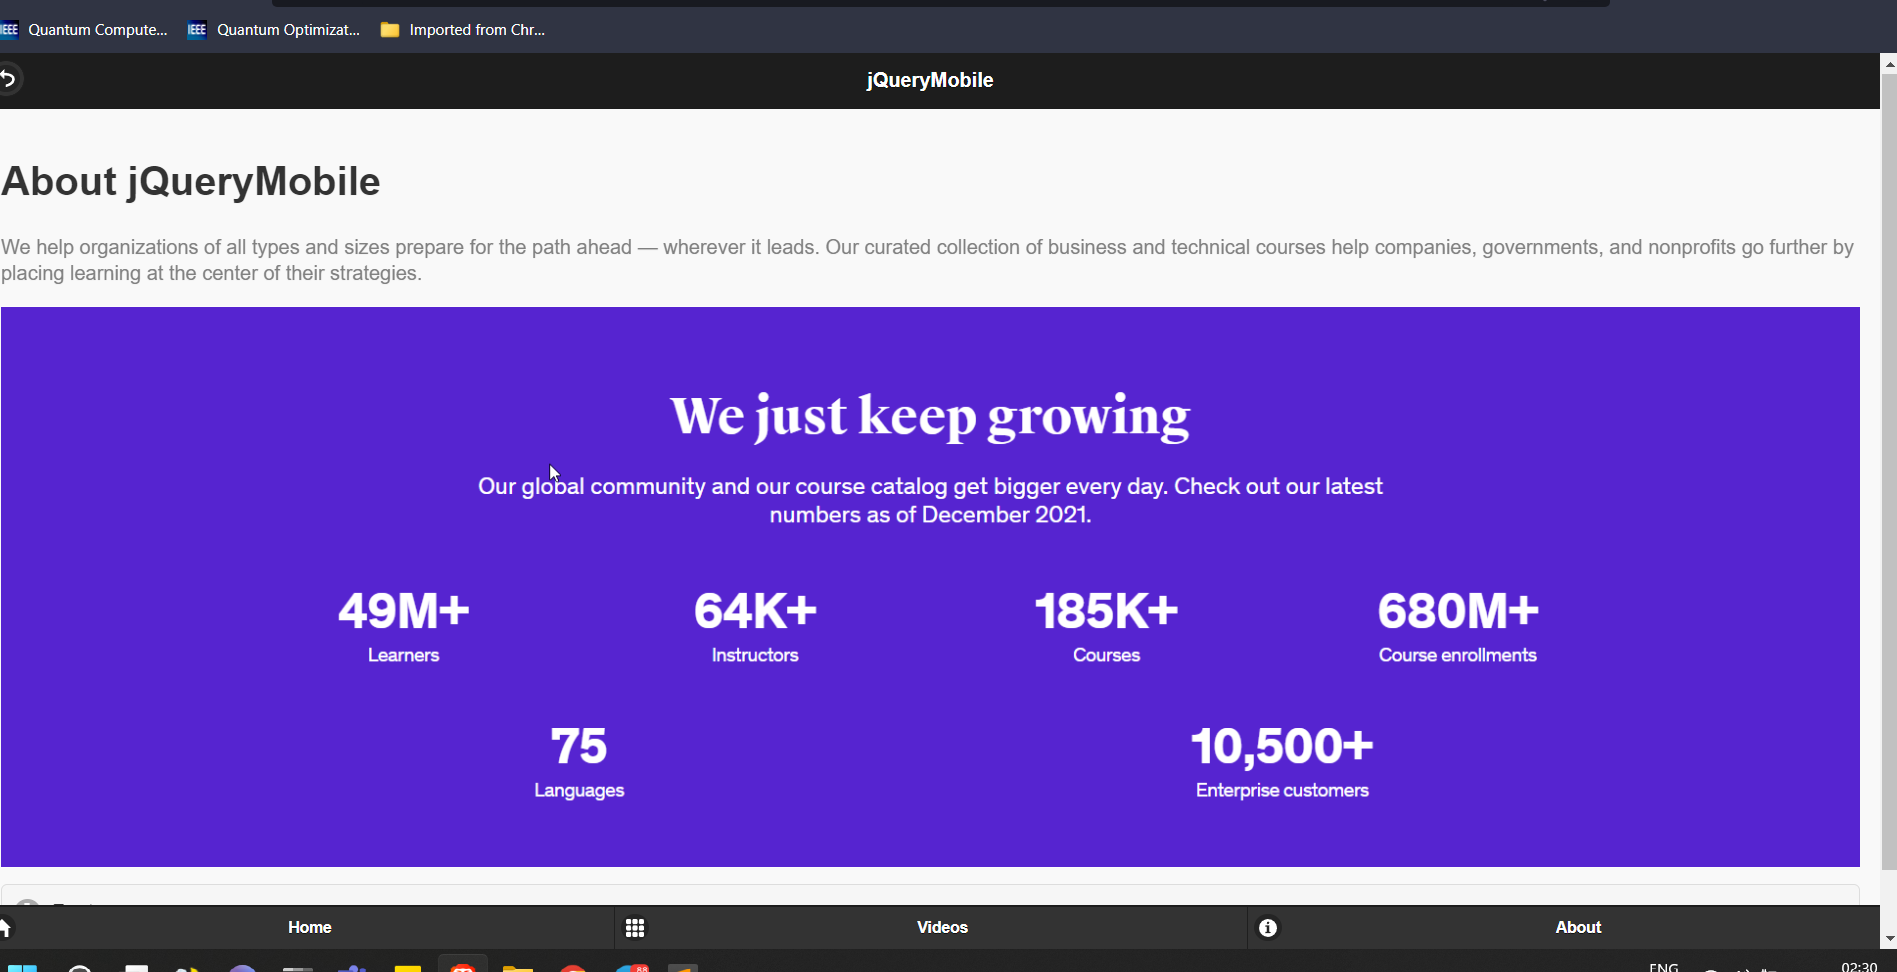 IEEE Quantum Compute... IEEE Quantum Optimizat... Imported from Chr...
jQueryMobile
About jQueryMobile
We help organizations of all types and sizes prepare for the path ahead — wherever it leads. Our curated collection of business and technical courses help companies, governments, and nonprofits go further by
placing learning at the center of their strategies.
We just keep growing
Our global community and our course catalog get bigger every day. Check out our latest
numbers as of December 2021.
49M+ 64K+ 185K+ 680M+
Learners Instructors Courses Course enrollments
75 10,500+
Languages Enterprise customers
Home Videos About
88 ENG 02:30